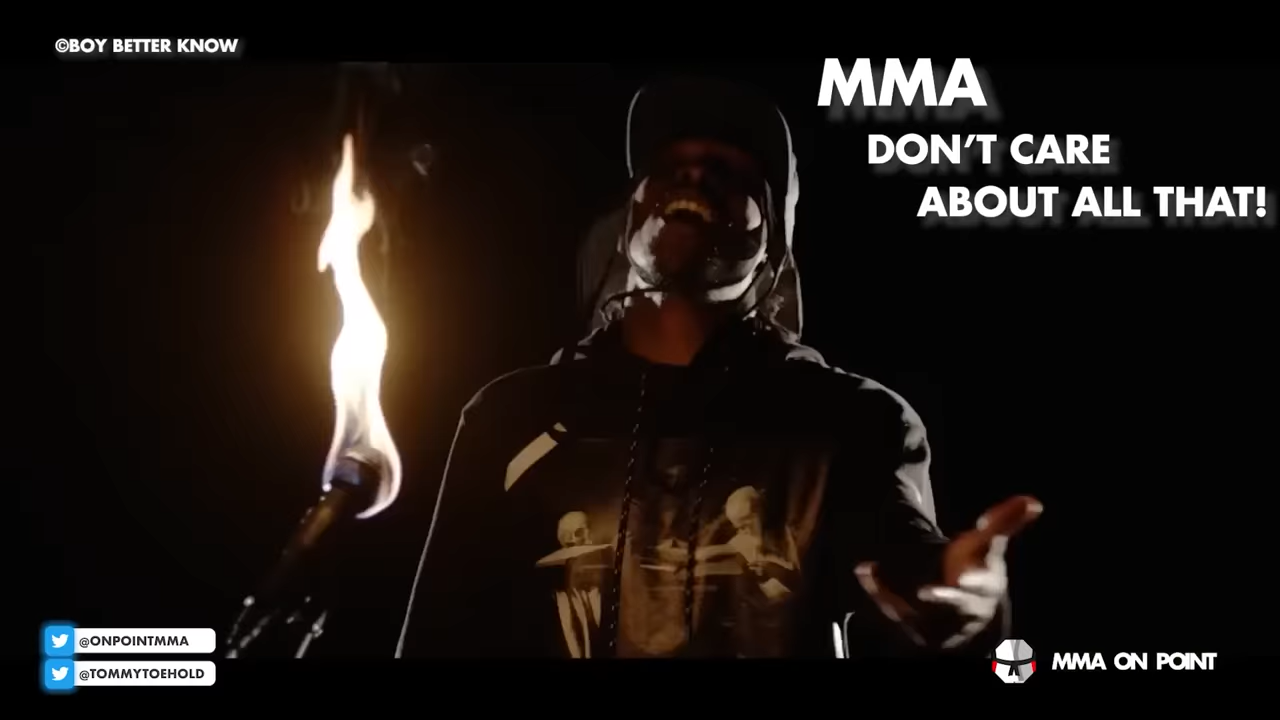 ©BOY BETTER KNOW
MMA
DON'T CARE
ABOUT ALL THAT!
@ONPOINTMMA
@TOMMYTOEHOLD
MMA ON POINT